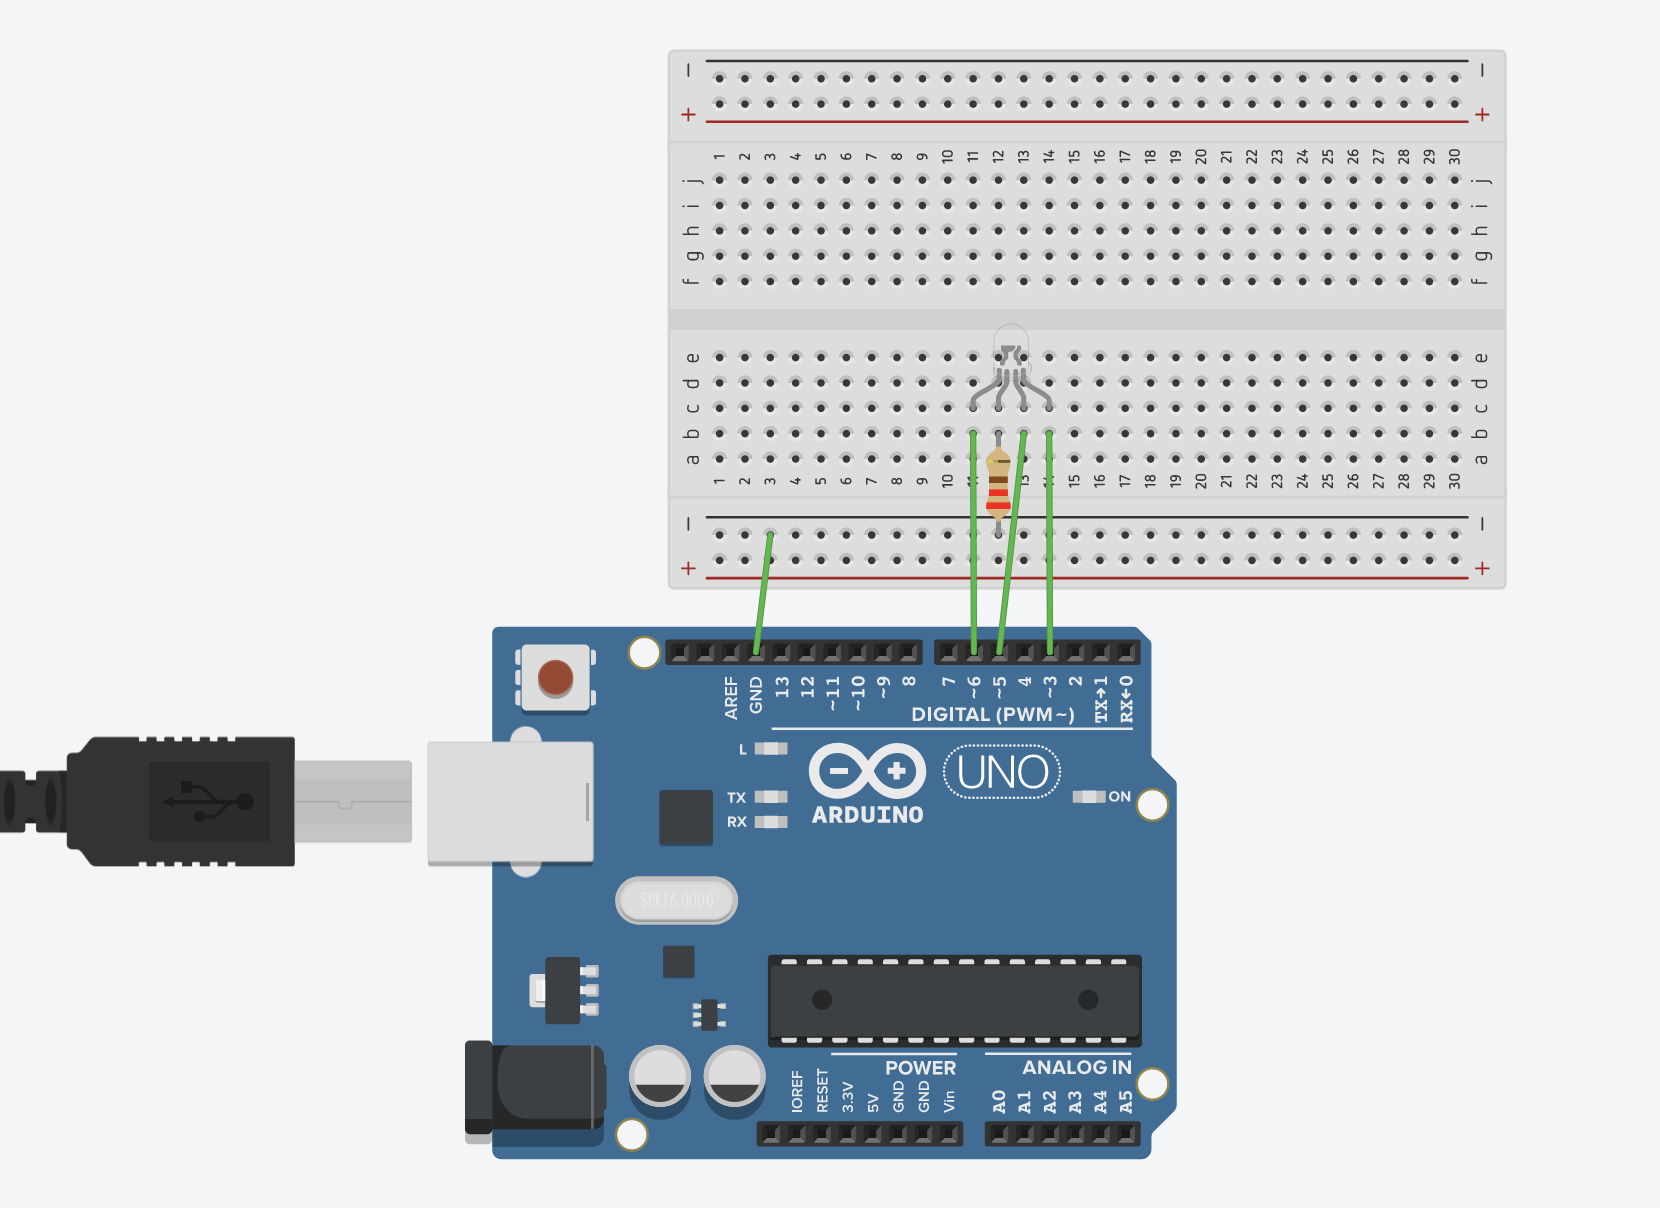 − −
+ +
1 2 3 4 5 6 7 8 9 10 11 12 13 14 15 16 17 18 19 20 21 22 23 24 25 26 27 28 29 30
j j
i i
h h
g g
f f
e e
d d
c c
b b
a a
1 2 3 4 5 6 7 8 9 10 13 15 16 17 18 19 20 21 22 23 24 25 26 27 28 29 30
− −
+ +
AREF GND 13 12 ~11 ~10 ~9 8 7 ~6 ~5 4 ~3 2 TX→1 RX←0
DIGITAL (PWM ~)
L
UNO
TX
RX
ON
ARDUINO
SPK16.000G
POWER ANALOG IN
IOREF RESET 3.3V 5V GND GND Vin A0 A1 A2 A3 A4 A5